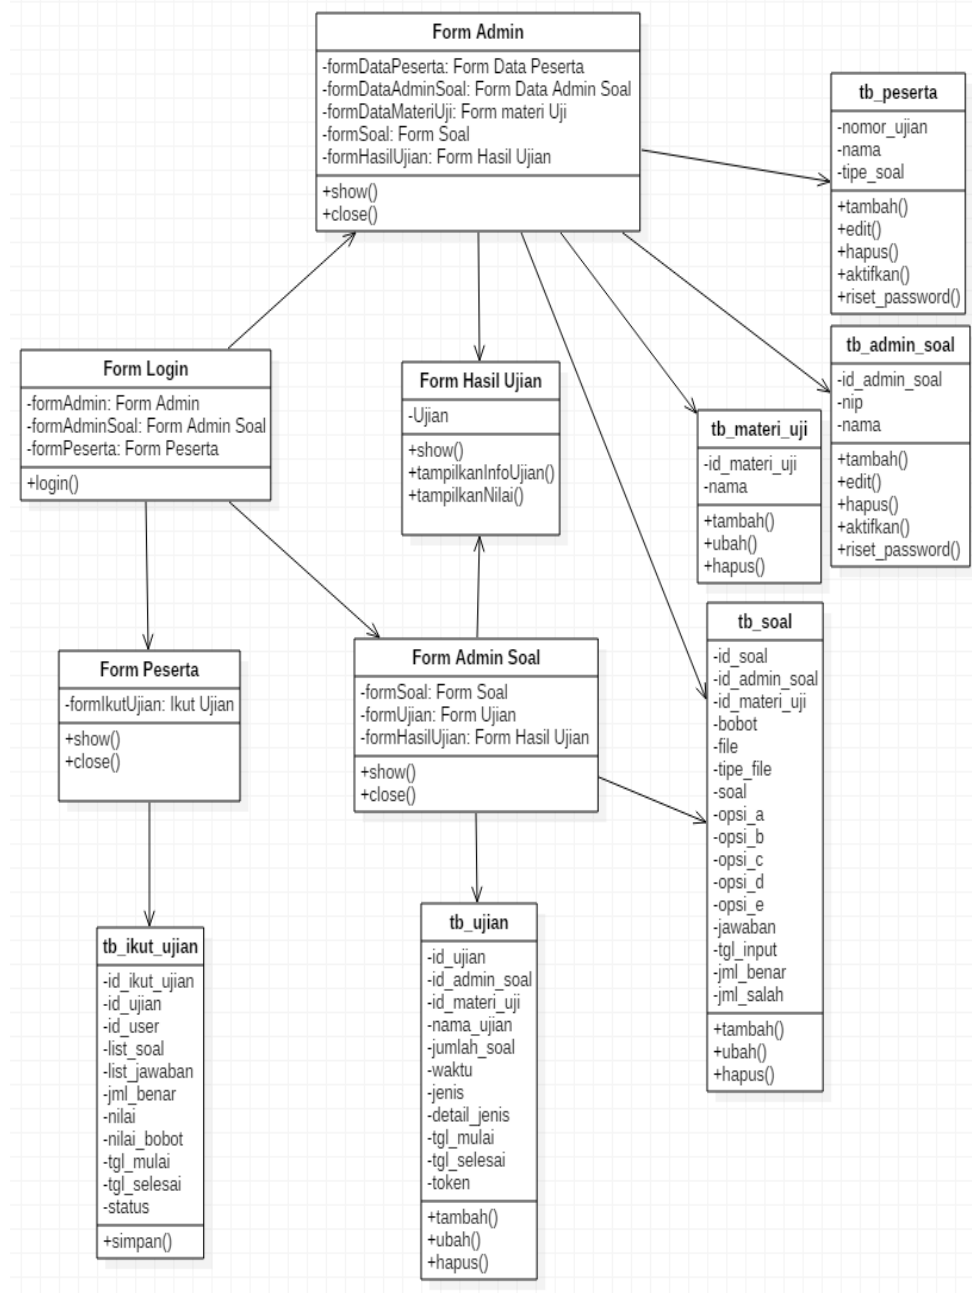 Form Admin
-formDataPeserta: Form Data Peserta
-formDataAdminSoal: Form Data Admin Soal
-formDataMateriUji: Form materi Uji
-formSoal: Form Soal
-formHasilUjian: Form Hasil Ujian
+show()
+close()
tb_peserta
-nomor_ujian
-nama
-tipe_soal
+tambah()
+edit()
+hapus()
+aktifkan()
+riset_password()
Form Login
-formAdmin: Form Admin
-formAdminSoal: Form Admin Soal
-formPeserta: Form Peserta
+login()
Form Hasil Ujian
-Ujian
+show()
+tampilkanInfoUjian()
+tampilkanNilai()
tb_materi_uji
-id_materi_uji
-nama
+tambah()
+ubah()
+hapus()
tb_admin_soal
-id_admin_soal
-nip
-nama
+tambah()
+edit()
+hapus()
+aktifkan()
+riset_password()
Form Peserta
-formIkutUjian: Ikut Ujian
+show()
+close()
Form Admin Soal
-formSoal: Form Soal
-formUjian: Form Ujian
-formHasilUjian: Form Hasil Ujian
+show()
+close()
tb_soal
-id_soal
-id_admin_soal
-id_materi_uji
-bobot
-file
-tipe_file
-soal
-opsi_a
-opsi_b
-opsi_c
-opsi_d
-opsi_e
-jawaban
-tgl_input
-jml_benar
-jml_salah
+tambah()
+ubah()
+hapus()
tb_ikut_ujian
-id_ikut_ujian
-id_ujian
-id_user
-list_soal
-list_jawaban
-jml_benar
-nilai
-nilai_bobot
-tgl_mulai
-tgl_selesai
-status
+simpan()
tb_ujian
-id_ujian
-id_admin_soal
-id_materi_uji
-nama_ujian
-jumlah_soal
-waktu
-jenis
-detail_jenis
-tgl_mulai
-tgl_selesai
-token
+tambah()
+ubah()
+hapus()